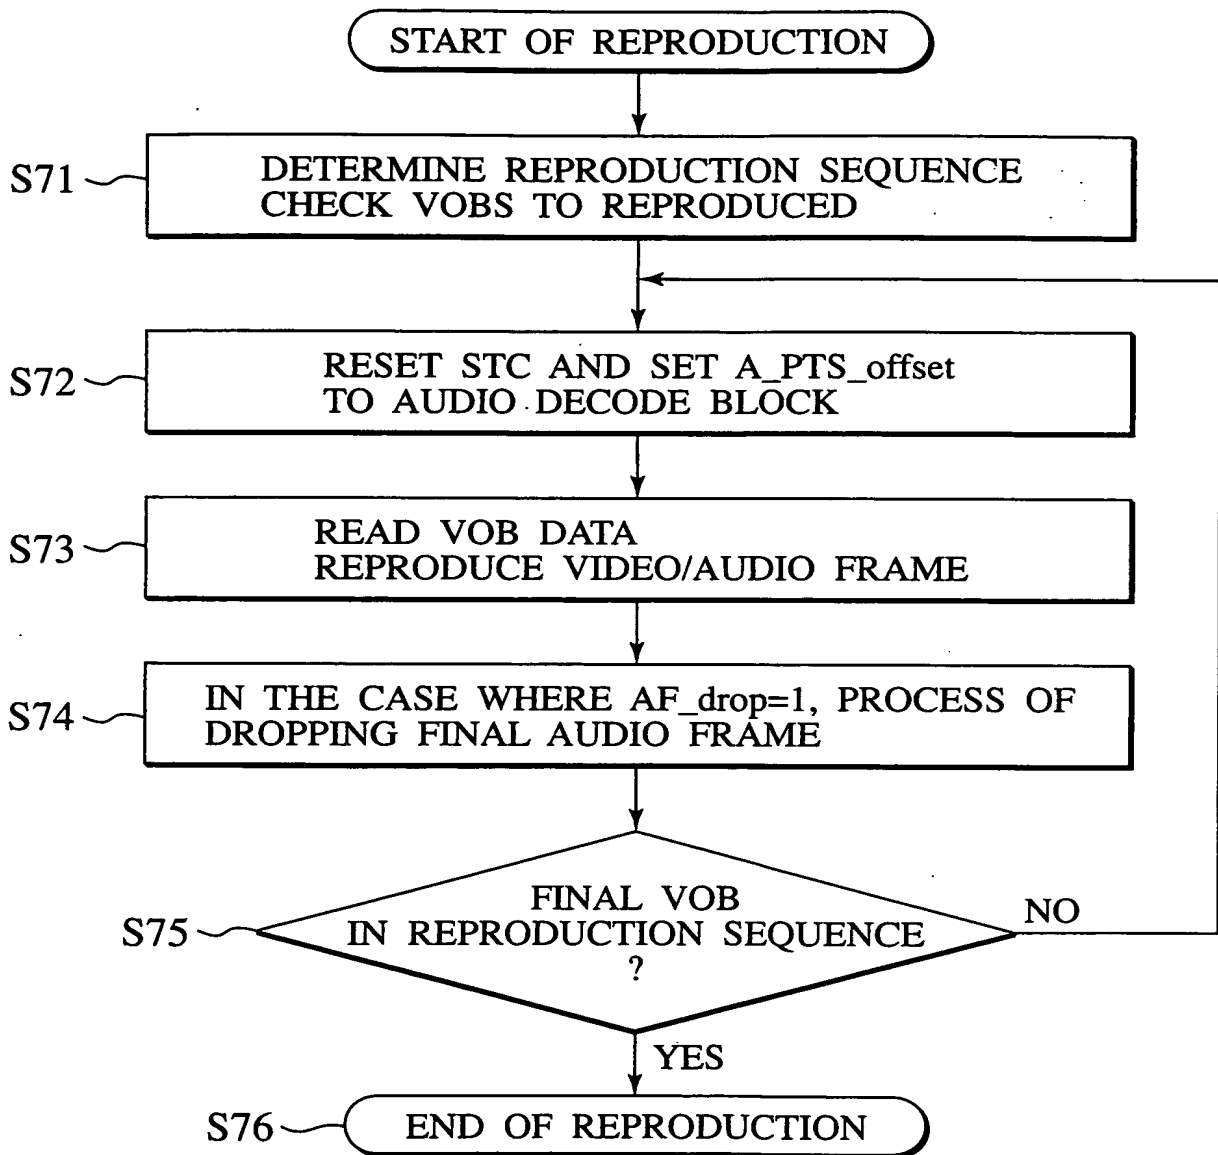 START OF REPRODUCTION
S71
DETERMINE REPRODUCTION SEQUENCE
CHECK VOBS TO REPRODUCED
S72
RESET STC AND SET A_PTS_offset
TO AUDIO DECODE BLOCK
S73
READ VOB DATA
REPRODUCE VIDEO/AUDIO FRAME
S74
IN THE CASE WHERE AF_drop=1, PROCESS OF
DROPPING FINAL AUDIO FRAME
S75
FINAL VOB
IN REPRODUCTION SEQUENCE
?
NO
YES
S76
END OF REPRODUCTION